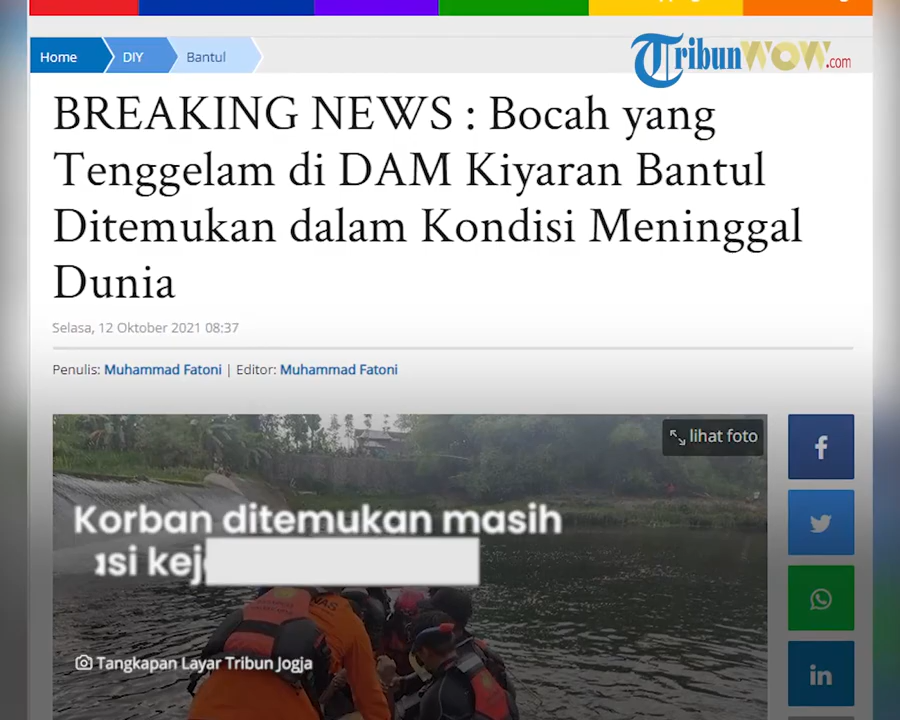 Home
DIY
Bantul
TribunWOW.com
BREAKING NEWS : Bocah yang
Tenggelam di DAM Kiyaran Bantul
Ditemukan dalam Kondisi Meninggal
Dunia
Selasa, 12 Oktober 2021 08:37
Penulis: Muhammad Fatoni | Editor: Muhammad Fatoni
lihat foto
Korban ditemukan masih
Tangkapan Layar Tribun Jogja